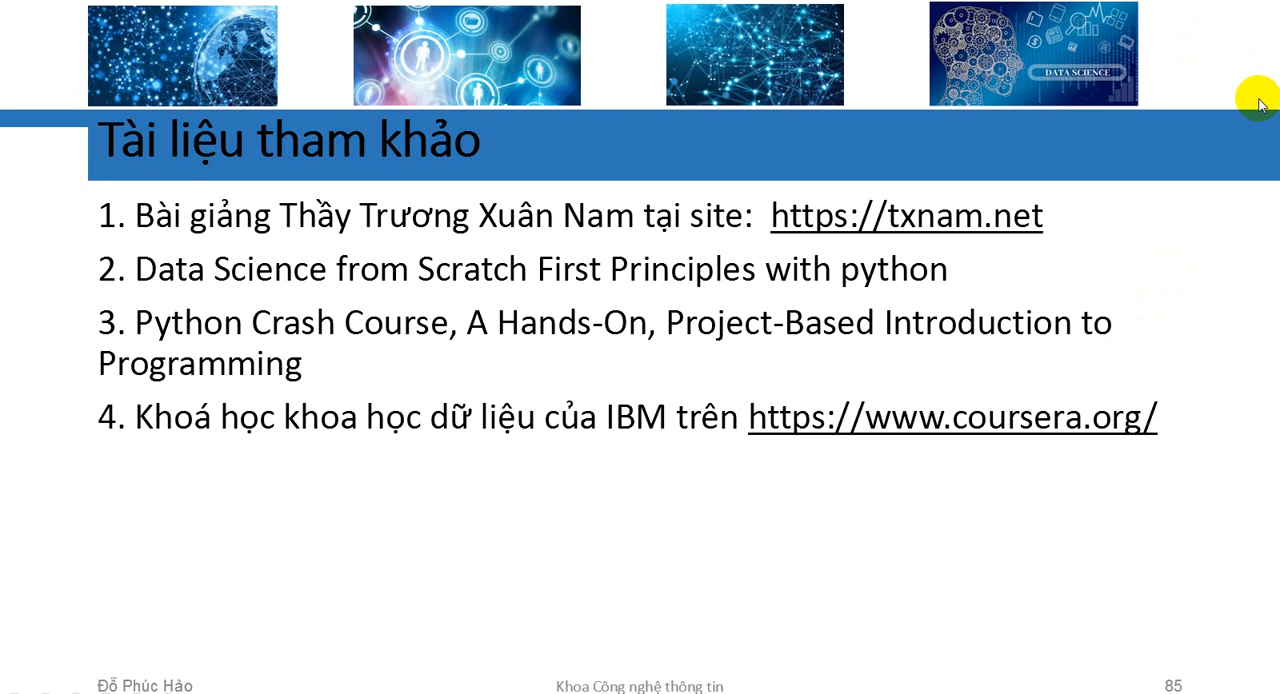 DATA SCIENCE
Tài liệu tham khảo
1. Bài giảng Thầy Trương Xuân Nam tại site: https://txnam.net
2. Data Science from Scratch First Principles with python
3. Python Crash Course, A Hands-On, Project-Based Introduction to
Programming
4. Khoá học khoa học dữ liệu của IBM trên https://www.coursera.org/
Đỗ Phúc Hảo
Khoa Công nghệ thông tin
85